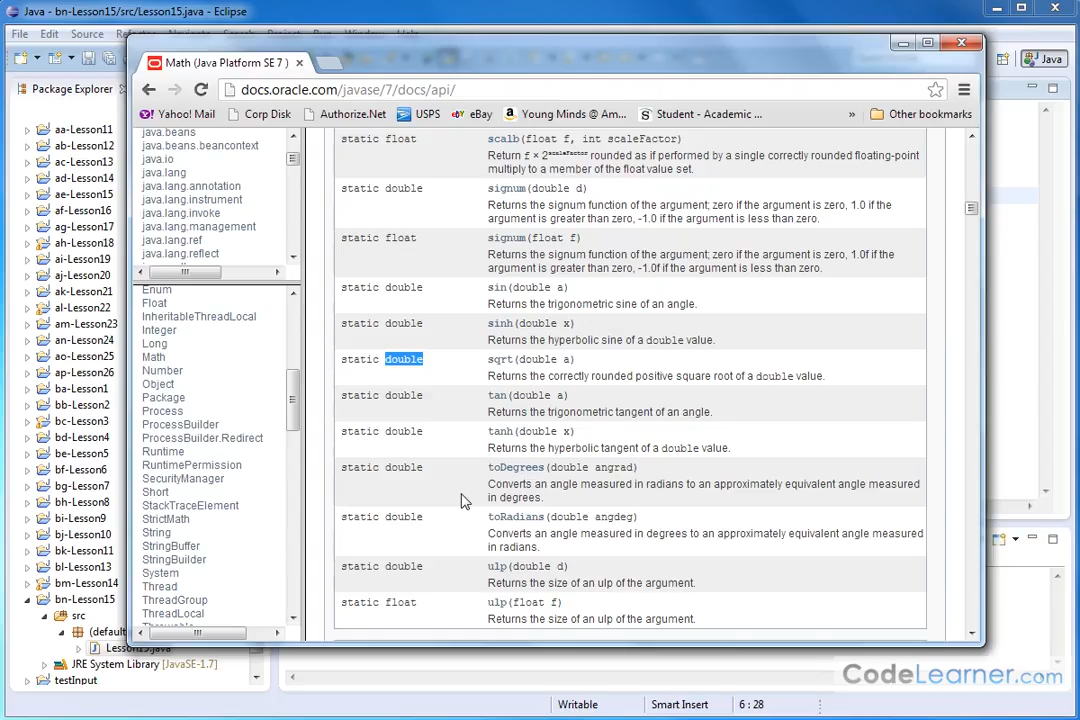 Java - bn-Lesson15/src/Lesson15.java - Eclipse
File Edit Source
Math (Java Platform SE 7 )
Java
docs.oracle.com/javase/7/docs/api/
Package Explorer
Yahoo! Mail Corp Disk Authorize.Net USPS eBay Young Minds @ Am... Student - Academic ... » Other bookmarks
aa-Lesson11
ab-Lesson12
ac-Lesson13
ad-Lesson14
ae-Lesson15
af-Lesson16
ag-Lesson17
ah-Lesson18
ai-Lesson19
aj-Lesson20
ak-Lesson21
al-Lesson22
am-Lesson23
an-Lesson24
ao-Lesson25
ap-Lesson26
ba-Lesson1
bb-Lesson2
bc-Lesson3
bd-Lesson4
be-Lesson5
bf-Lesson6
bg-Lesson7
bh-Lesson8
bi-Lesson9
bj-Lesson10
bk-Lesson11
bl-Lesson13
bm-Lesson14
bn-Lesson15
src
(default
Lesson15.java
JRE System Library [JavaSE-1.7]
testInput
java.beans
java.beans.beancontext
java.io
java.lang
java.lang.annotation
java.lang.instrument
java.lang.invoke
java.lang.management
java.lang.ref
java.lang.reflect
Enum
Float
InheritableThreadLocal
Integer
Long
Math
Number
Object
Package
Process
ProcessBuilder
ProcessBuilder.Redirect
Runtime
RuntimePermission
SecurityManager
Short
StackTraceElement
StrictMath
String
StringBuffer
StringBuilder
System
Thread
ThreadGroup
ThreadLocal
static float scalb(float f, int scaleFactor)
Return f × 2scaleFactor rounded as if performed by a single correctly rounded floating-point
multiply to a member of the float value set.
static double signum(double d)
Returns the signum function of the argument; zero if the argument is zero, 1.0 if the
argument is greater than zero, -1.0 if the argument is less than zero.
static float signum(float f)
Returns the signum function of the argument; zero if the argument is zero, 1.0f if the
argument is greater than zero, -1.0f if the argument is less than zero.
static double sin(double a)
Returns the trigonometric sine of an angle.
static double sinh(double x)
Returns the hyperbolic sine of a double value.
static double sqrt(double a)
Returns the correctly rounded positive square root of a double value.
static double tan(double a)
Returns the trigonometric tangent of an angle.
static double tanh(double x)
Returns the hyperbolic tangent of a double value.
static double toDegrees(double angrad)
Converts an angle measured in radians to an approximately equivalent angle measured
in degrees.
static double toRadians(double angdeg)
Converts an angle measured in degrees to an approximately equivalent angle measured
in radians.
static double ulp(double d)
Returns the size of an ulp of the argument.
static float ulp(float f)
Returns the size of an ulp of the argument.
CodeLearner.com
Writable Smart Insert 6 : 28